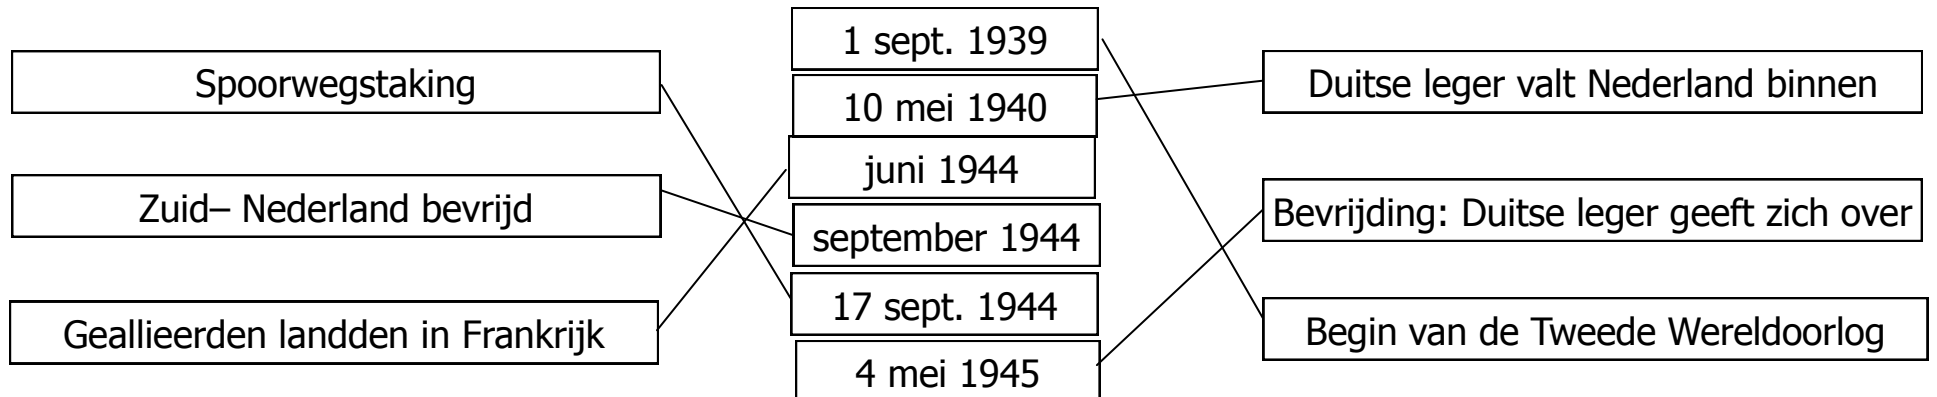 Spoorwegstaking
Zuid– Nederland bevrijd
Geallieerden landden in Frankrijk
1 sept. 1939
10 mei 1940
juni 1944
september 1944
17 sept. 1944
4 mei 1945
Duitse leger valt Nederland binnen
Bevrijding: Duitse leger geeft zich over
Begin van de Tweede Wereldoorlog